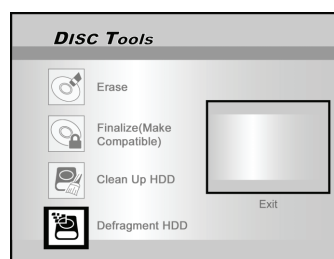 DISC Tools
Erase
Finalize(Make
Compatible)
Clean Up HDD
Defragment HDD
Exit